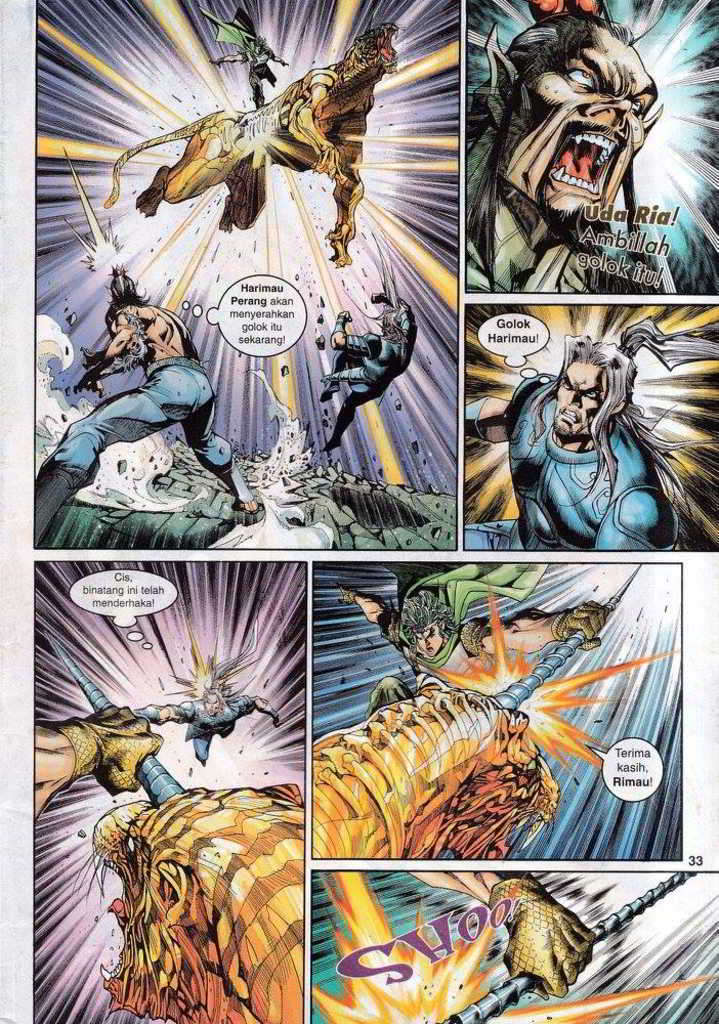 Harimau
Perang akan
menyerahkan
golok itu
sekarang!
Uda Ria!
Ambillah
golok itu!
Golok
Harimau!
Cis,
binatang ini telah
menderhaka!
Terima
kasih,
Rimau!
33
SHOO!